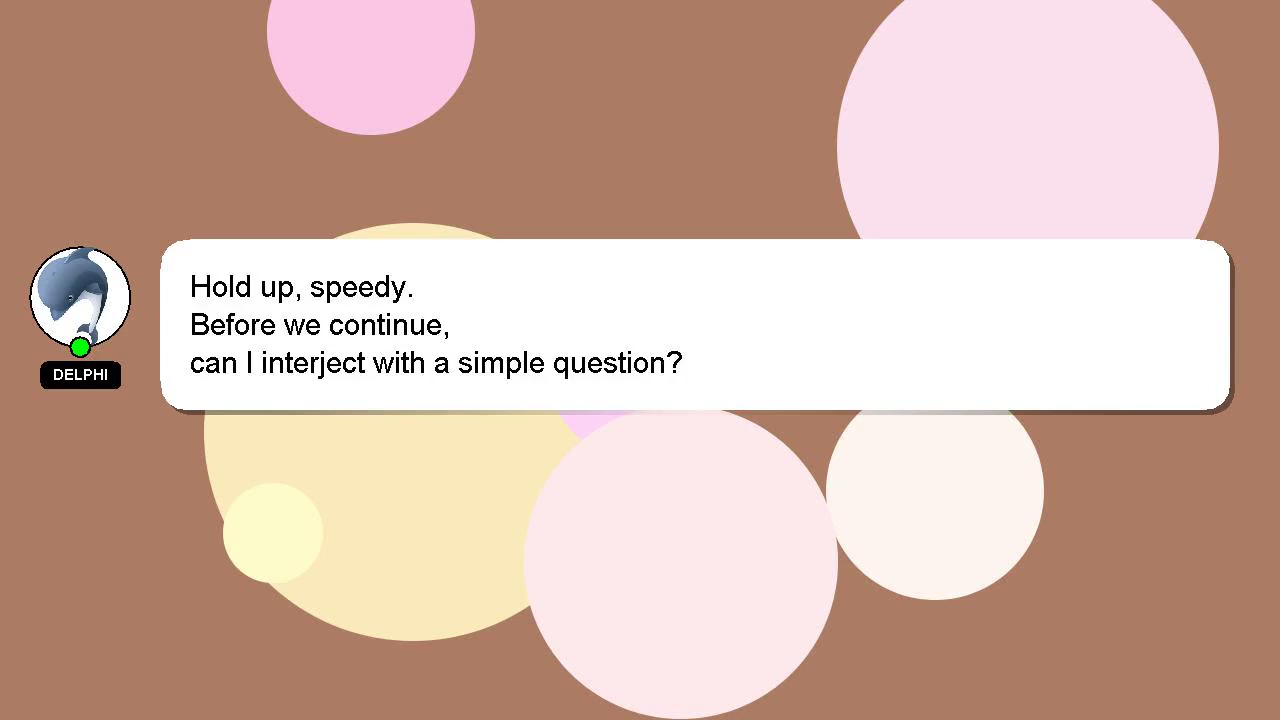 Hold up, speedy.
Before we continue,
can I interject with a simple question?
DELPHI